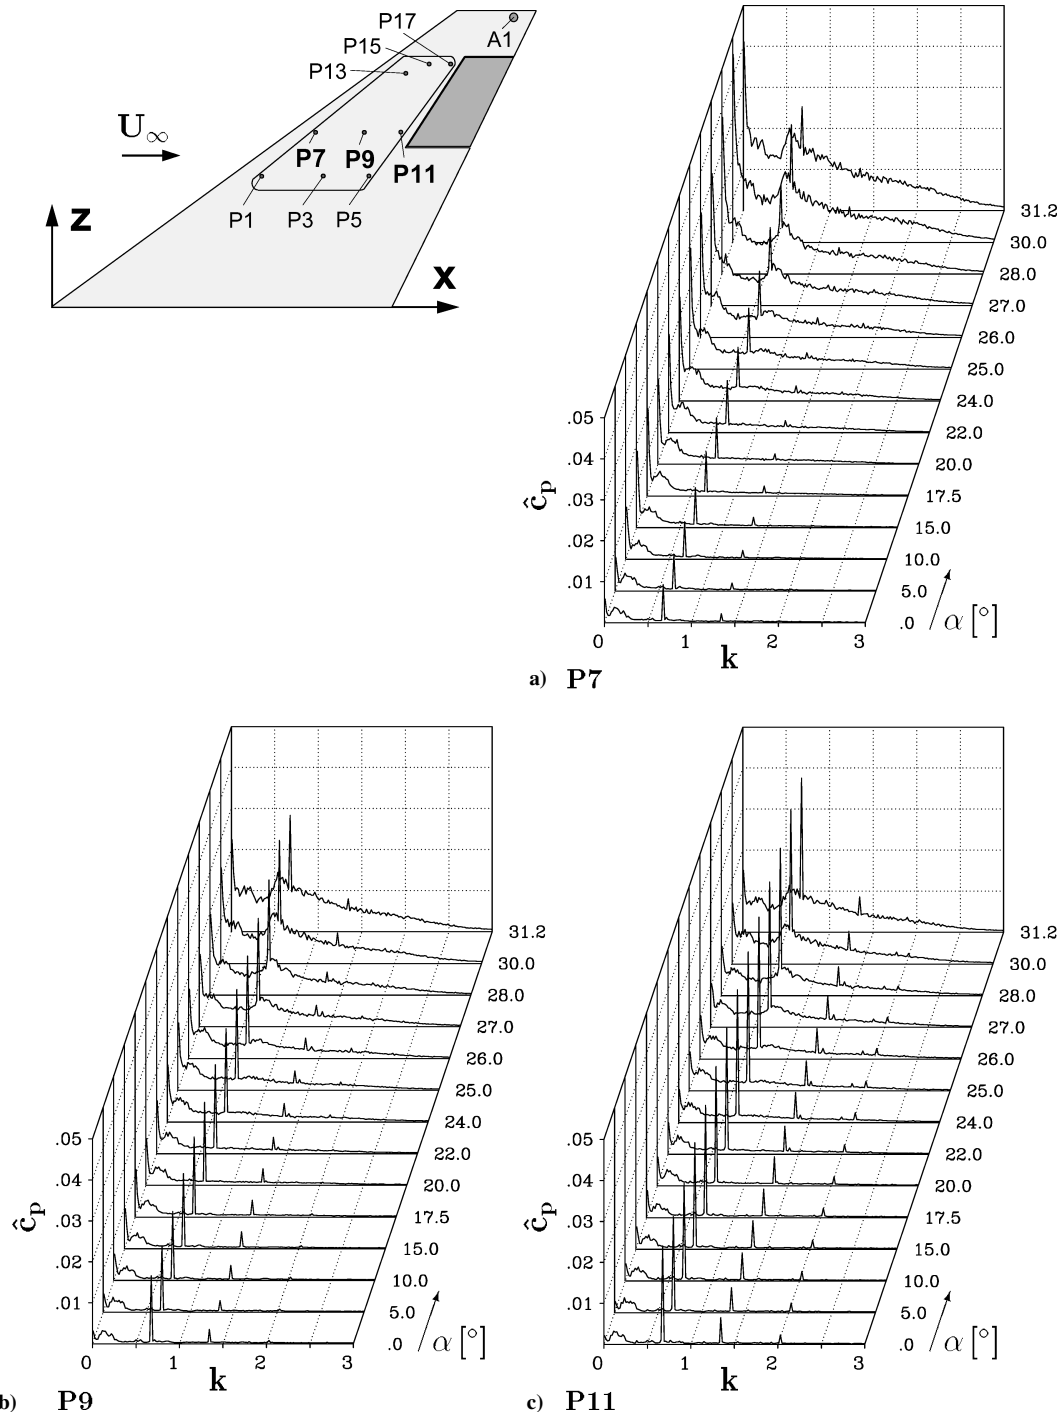 P17
P15
A1
P13
U∞
P7 P9 P11
P1 P3 P5
z
x
31.2
30.0
28.0
27.0
26.0
25.0
24.0
22.0
20.0
17.5
15.0
10.0
5.0
.0
α [°]
.05
.04
.03
.02
.01
ĉp
0 1 2 3
k
a) P7
31.2
30.0
28.0
27.0
26.0
25.0
24.0
22.0
20.0
17.5
15.0
10.0
5.0
.0
α [°]
.05
.04
.03
.02
.01
ĉp
0 1 2 3
k
b) P9
31.2
30.0
28.0
27.0
26.0
25.0
24.0
22.0
20.0
17.5
15.0
10.0
5.0
.0
α [°]
.05
.04
.03
.02
.01
ĉp
0 1 2 3
k
c) P11